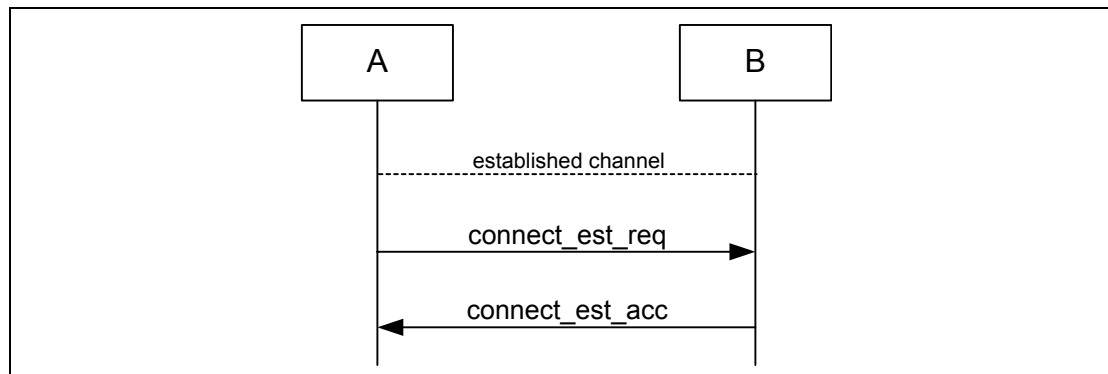 A
B
established channel
connect_est_req
connect_est_acc